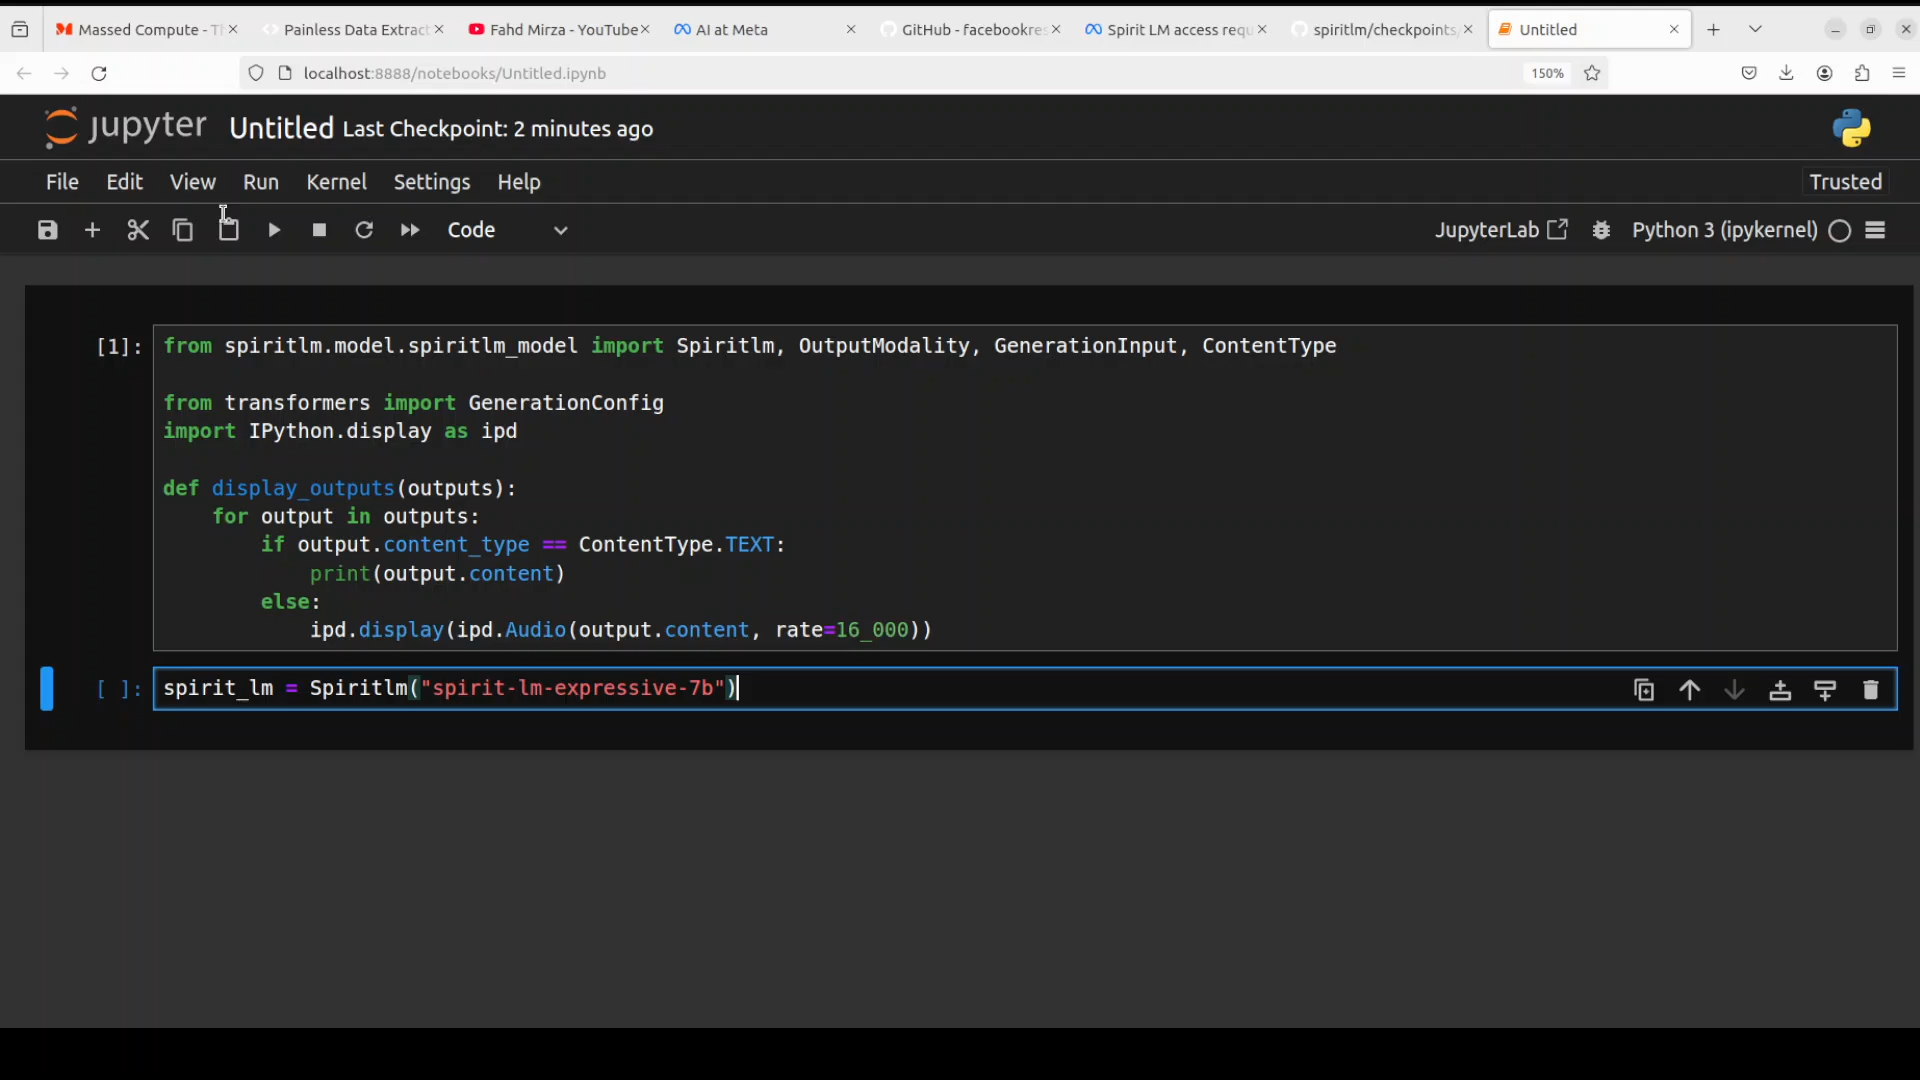 Massed Compute - T
Painless Data Extrac
Fahd Mirza - YouTube
AI at Meta
GitHub - facebookre
Spirit LM access requ
spiritlm/checkpoints
Untitled
localhost:8888/notebooks/Untitled.ipynb
150%
jupyter Untitled Last Checkpoint: 2 minutes ago
File Edit View Run Kernel Settings Help
Trusted
Code
JupyterLab
Python 3 (ipykernel)
[1]:
from spiritlm.model.spiritlm_model import Spiritlm, OutputModality, GenerationInput, ContentType
from transformers import GenerationConfig
import IPython.display as ipd
def display_outputs(outputs):
    for output in outputs:
        if output.content_type == ContentType.TEXT:
            print(output.content)
        else:
            ipd.display(ipd.Audio(output.content, rate=16_000))
[ ]:
spirit_lm = Spiritlm("spirit-lm-expressive-7b")